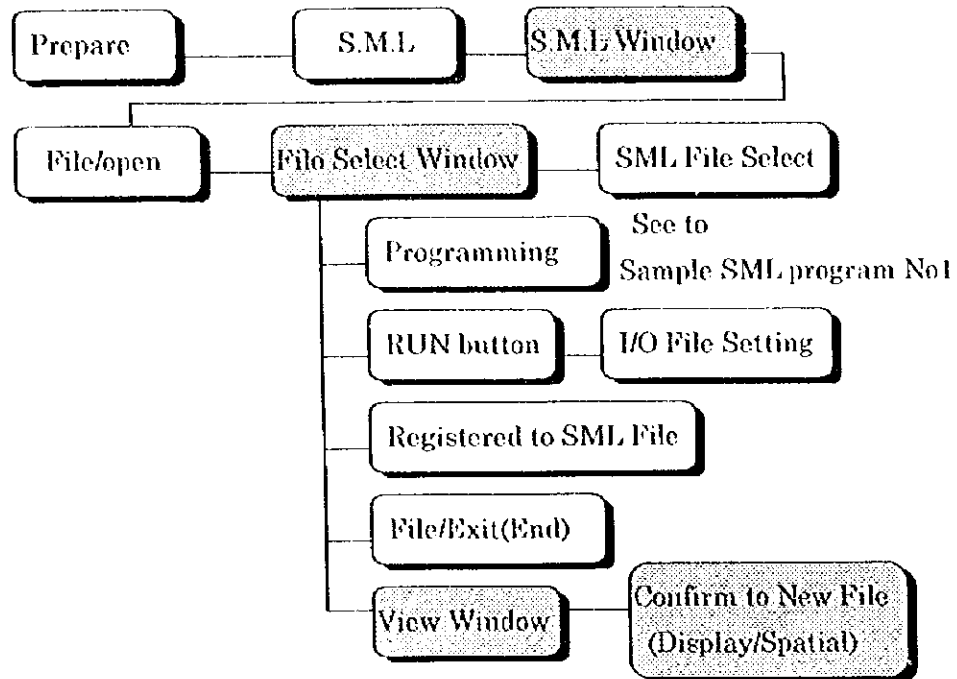 Prepare
S.M.L
S.M.L Window
File/open
File Select Window
SML File Select
Programming
See to
Sample SML program No1
RUN button
I/O File Setting
Registered to SML File
File/Exit(End)
View Window
Confirm to New File
(Display/Spatial)